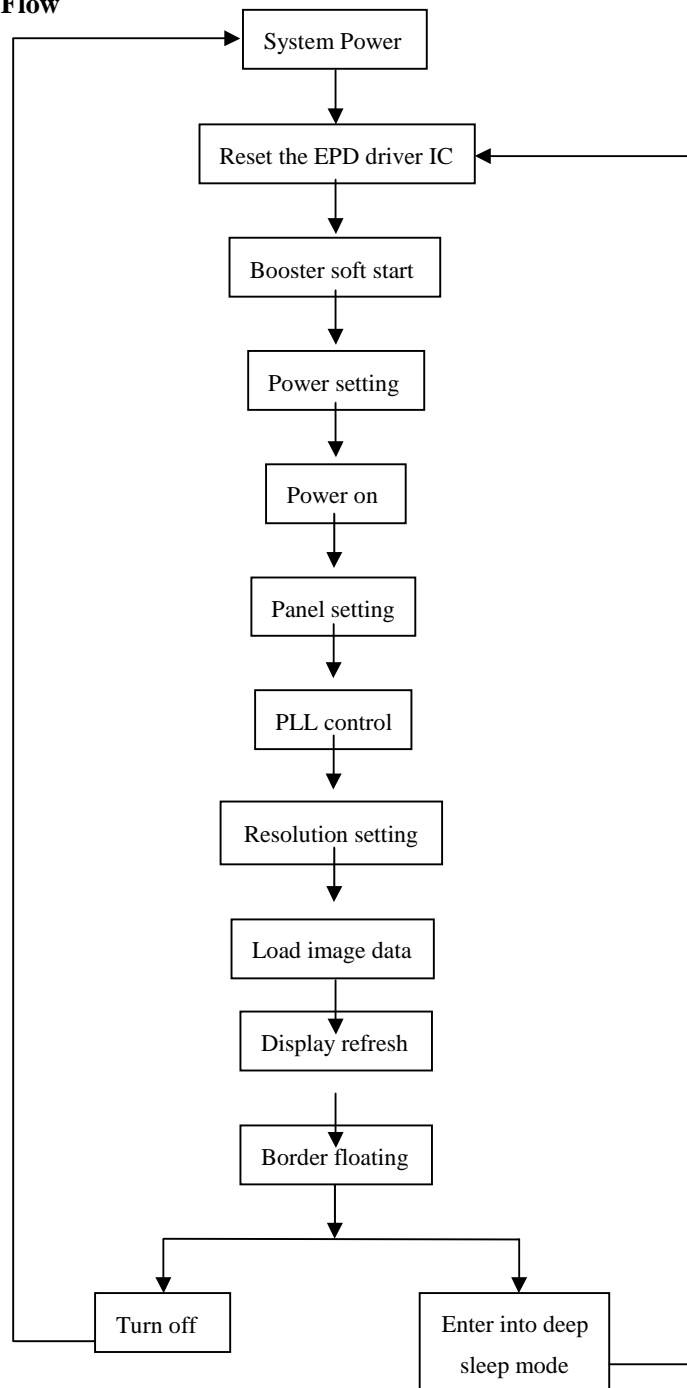 Flow
System Power
Reset the EPD driver IC
Booster soft start
Power setting
Power on
Panel setting
PLL control
Resolution setting
Load image data
Display refresh
Border floating
Turn off
Enter into deep
sleep mode